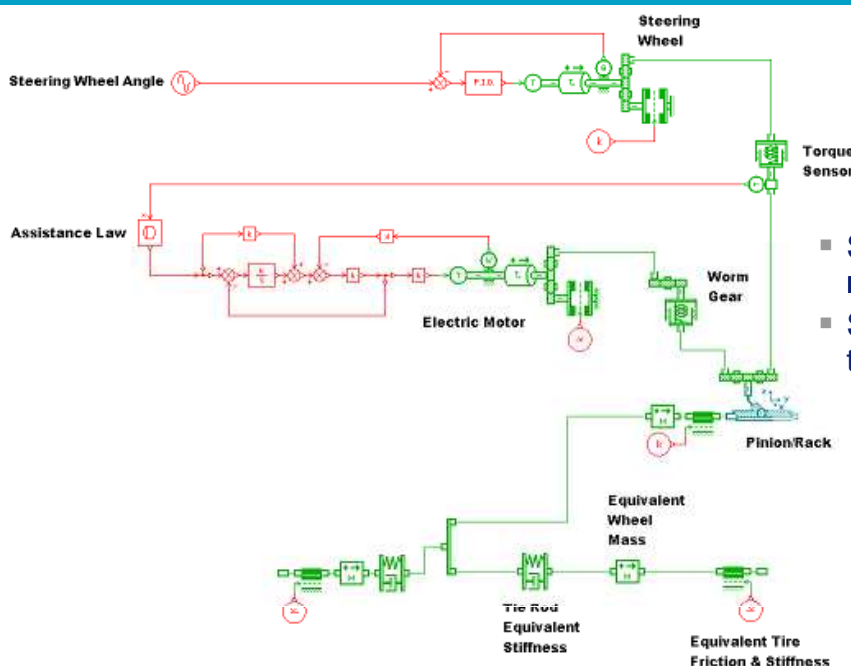 Steering
Wheel
Steering Wheel Angle
P.I.D.
T
k
Torque
Sensor
Assistance Law
k
k
k
T
Worm
Gear
Electric Motor
k
Pinion/Rack
Equivalent
Wheel
Mass
Tie Rod
Equivalent
Stiffness
Equivalent Tire
Friction & Stiffness